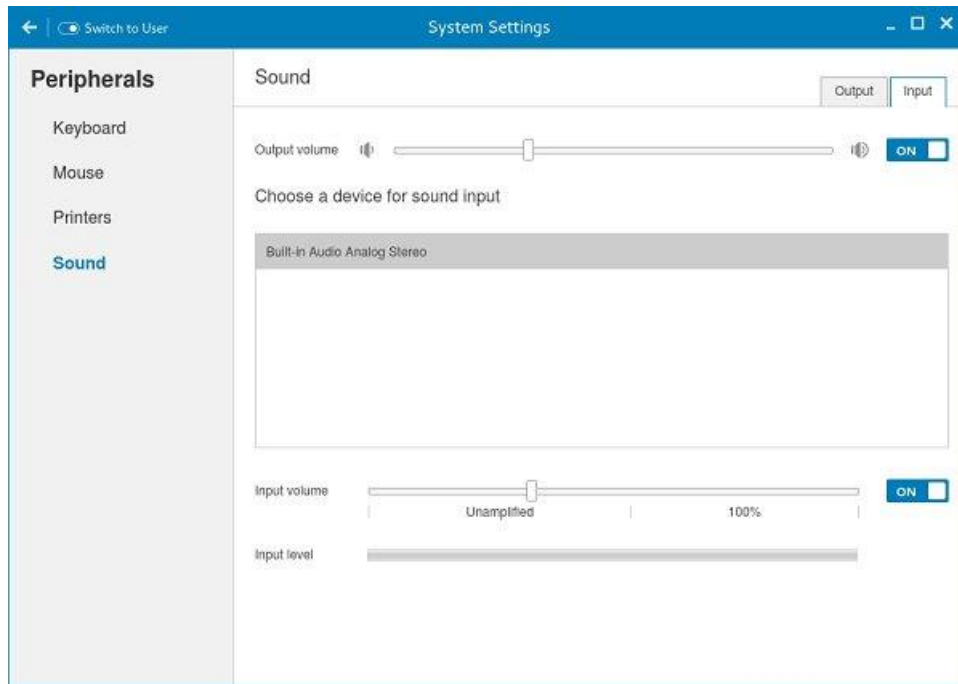 Switch to User
System Settings
Peripherals
Keyboard
Mouse
Printers
Sound
Sound
Output
Input
Output volume
ON
Choose a device for sound input
Built-in Audio Analog Stereo
Input volume
ON
Unamplified
100%
Input level